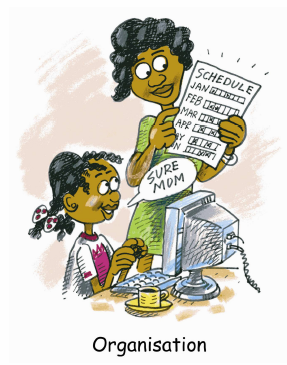 SCHEDULE
JAN
FEB
MAR
APR
SURE
MOM
Organisation